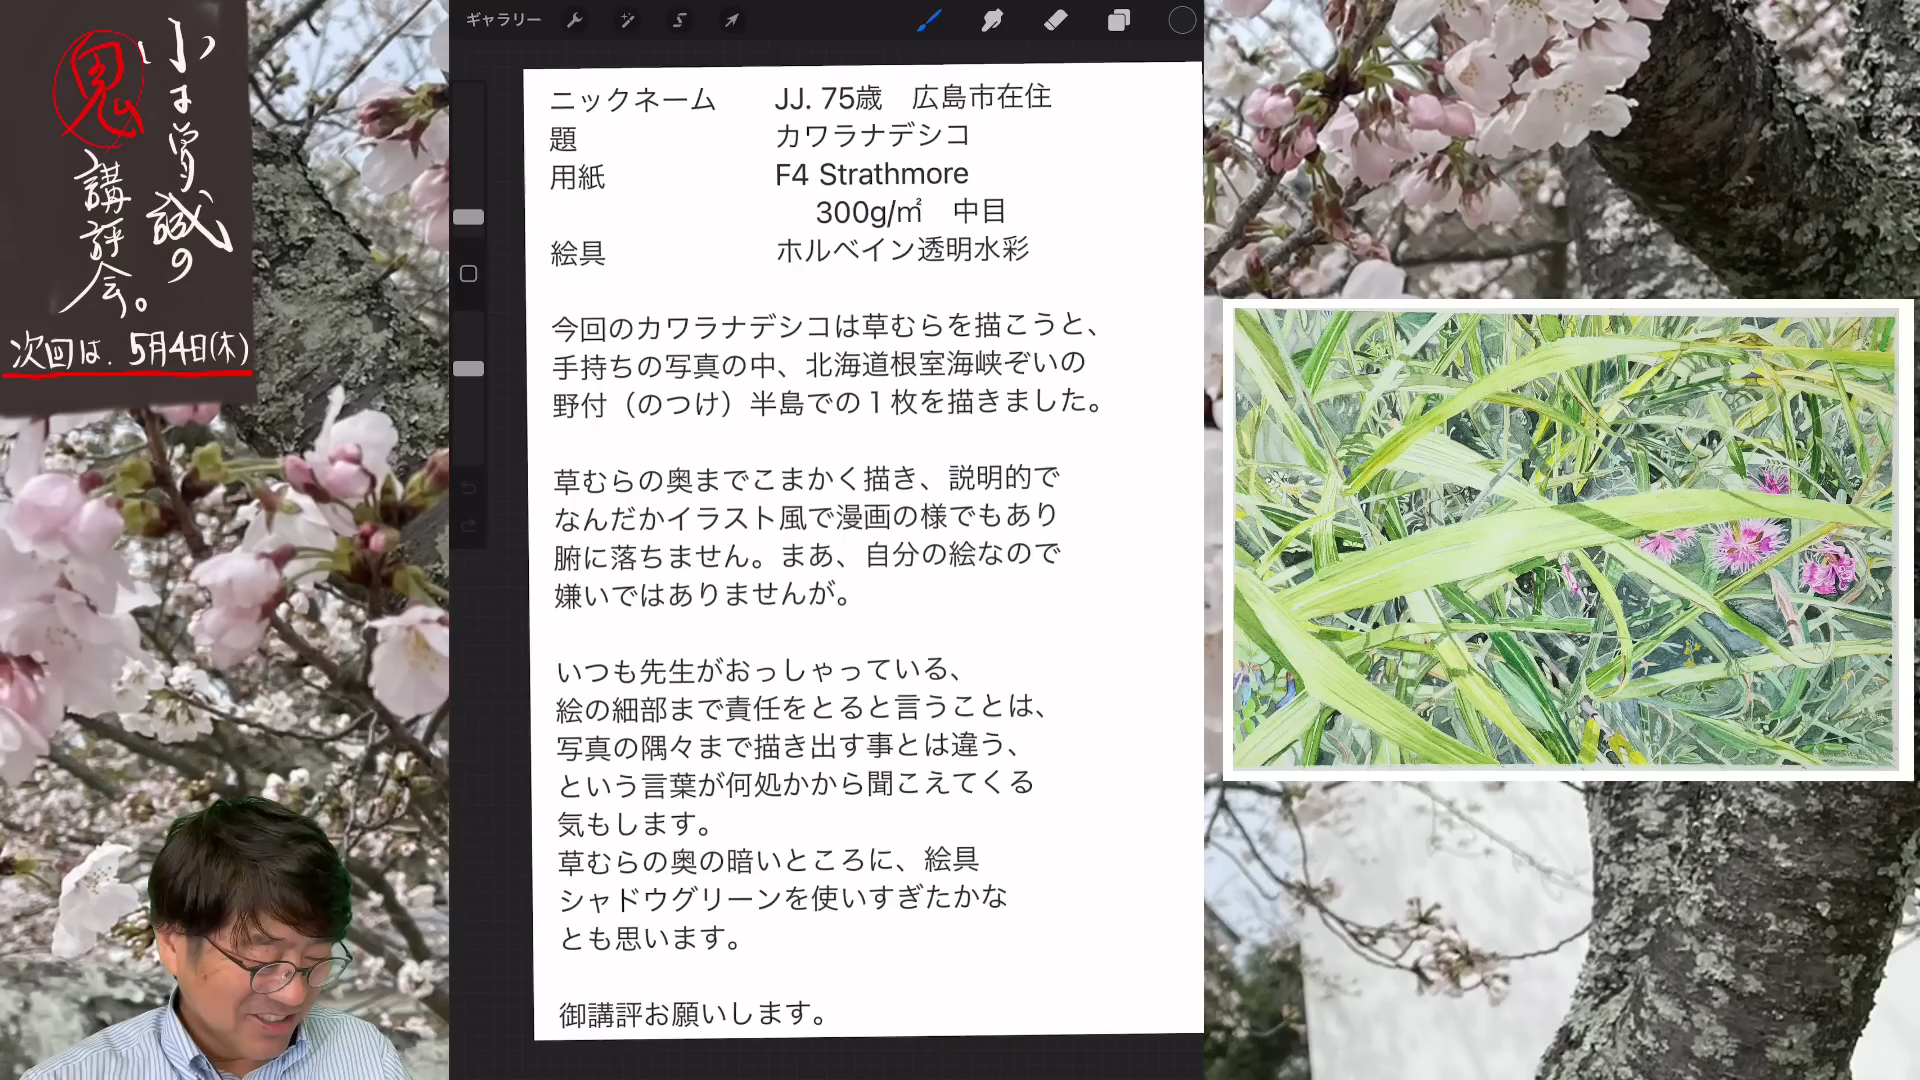 小木曽誠の
鬼講評会。
次回は、5月4日(木)
ギャラリー
ニックネーム JJ. 75歳 広島市在住
題 カワラナデシコ
用紙 F4 Strathmore
300g/㎡ 中目
絵具 ホルベイン透明水彩
今回のカワラナデシコは草むらを描こうと、
手持ちの写真の中、北海道根室海峡ぞいの
野付（のつけ）半島での１枚を描きました。
草むらの奥までこまかく描き、説明的で
なんだかイラスト風で漫画の様でもあり
腑に落ちません。まあ、自分の絵なので
嫌いではありませんが。
いつも先生がおっしゃっている、
絵の細部まで責任をとると言うことは、
写真の隅々まで描き出す事とは違う、
という言葉が何処かから聞こえてくる
気もします。
草むらの奥の暗いところに、絵具
シャドウグリーンを使いすぎたかな
とも思います。
御講評お願いします。